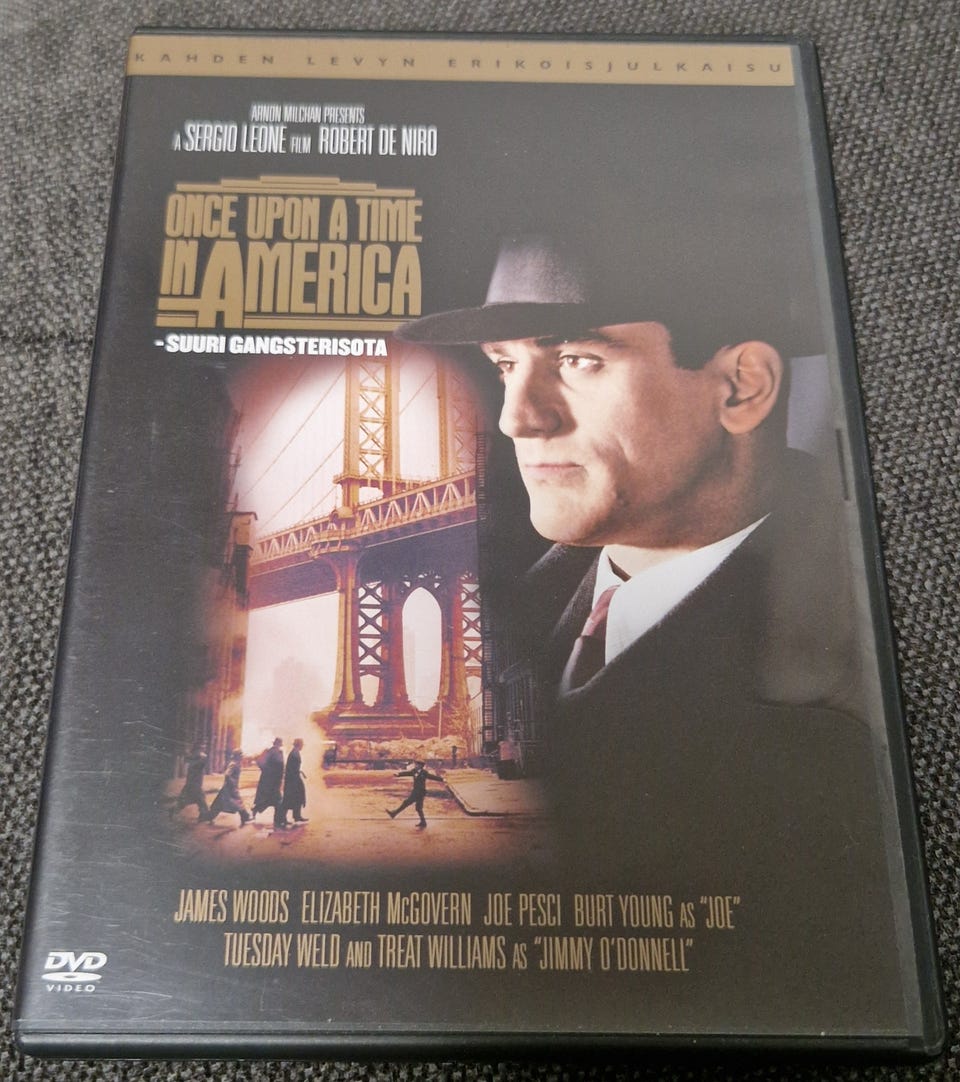 KAHDEN LEVYN ERIKOISJULKAISU
ARNON MILCHAN PRESENTS
A SERGIO LEONE FILM ROBERT DE NIRO
ONCE UPON A TIME
IN AMERICA
-SUURI GANGSTERISOTA
JAMES WOODS ELIZABETH McGOVERN JOE PESCI BURT YOUNG AS "JOE"
TUESDAY WELD AND TREAT WILLIAMS AS "JIMMY O'DONNELL"
DVD
VIDEO